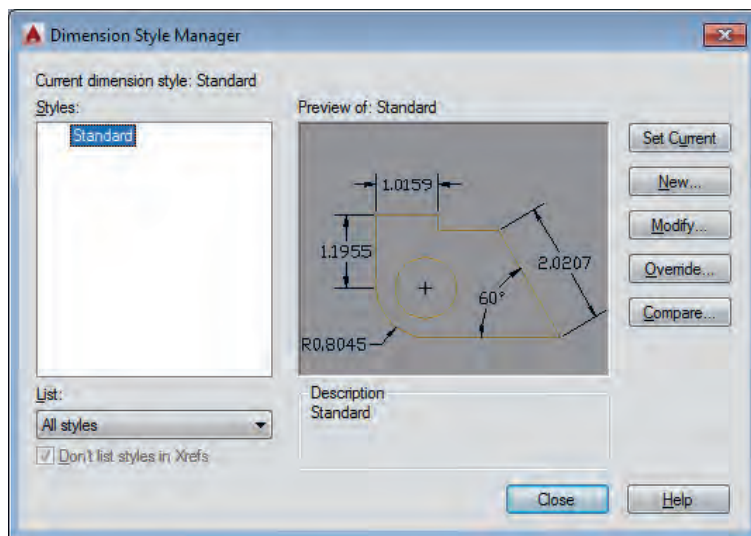 Dimension Style Manager
Current dimension style: Standard
Styles:
Standard
Preview of: Standard
1.0159
1.1955
2.0207
60°
R0.8045
Set Current
New...
Modify...
Override...
Compare...
List:
All styles
Don't list styles in Xrefs
Description
Standard
Close
Help